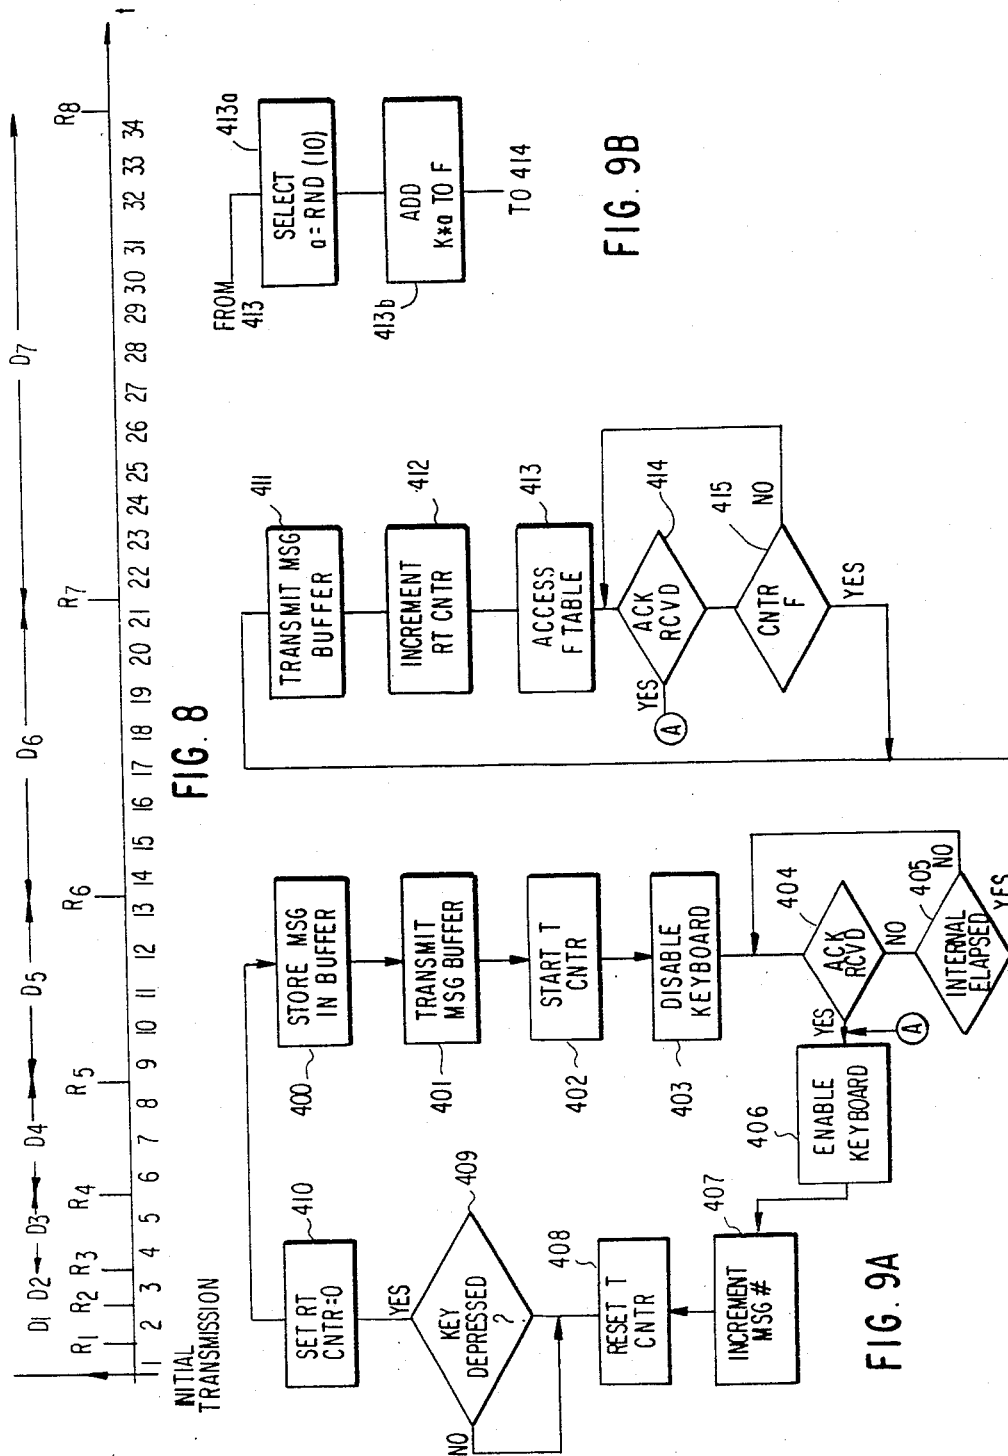 D1 D2 D3 D4 D5 D6 D7
R1 R2 R3 R4 R5 R6 R7 R8
t
1 2 3 4 5 6 7 8 9 10 11 12 13 14 15 16 17 18 19 20 21 22 23 24 25 26 27 28 29 30 31 32 33 34
INITIAL
TRANSMISSION
FIG. 8
410
SET RT
CNTR=0
YES
409
KEY
DEPRESSED
?
NO
408
RESET T
CNTR
407
INCREMENT
MSG #
FIG. 9A
STORE MSG
IN BUFFER
400
TRANSMIT
MSG BUFFER
401
START T
CNTR
402
DISABLE
KEYBOARD
403
404
ACK
RCVD
YES
NO
A
406
ENABLE
KEYBOARD
405
INTERNAL
ELAPSED
NO
YES
411
TRANSMIT MSG
BUFFER
412
INCREMENT
RT CNTR
413
ACCESS
F TABLE
414
ACK
RCVD
YES
A
415
CNTR
F
NO
YES
FROM
413
413a
SELECT
a = RND (10)
413b
ADD
K*a TO F
TO 414
FIG. 9B